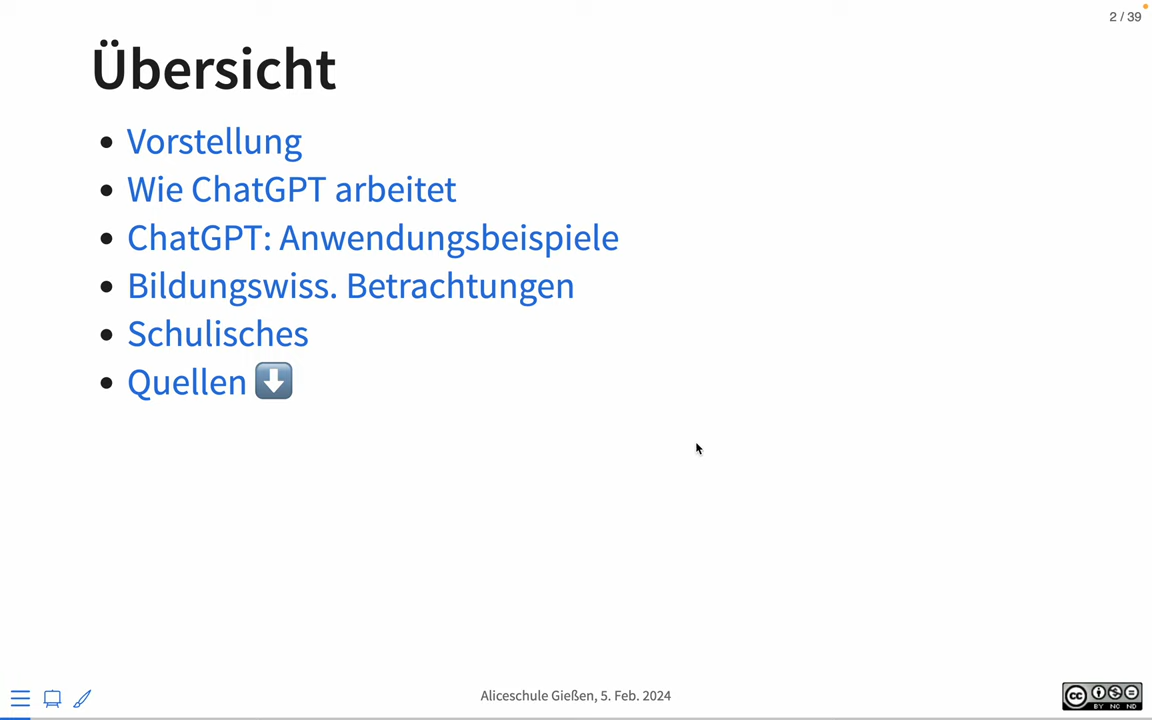 2 / 39
Übersicht
Vorstellung
Wie ChatGPT arbeitet
ChatGPT: Anwendungsbeispiele
Bildungswiss. Betrachtungen
Schulisches
Quellen ⬇️
Aliceschule Gießen, 5. Feb. 2024
CC BY NC ND